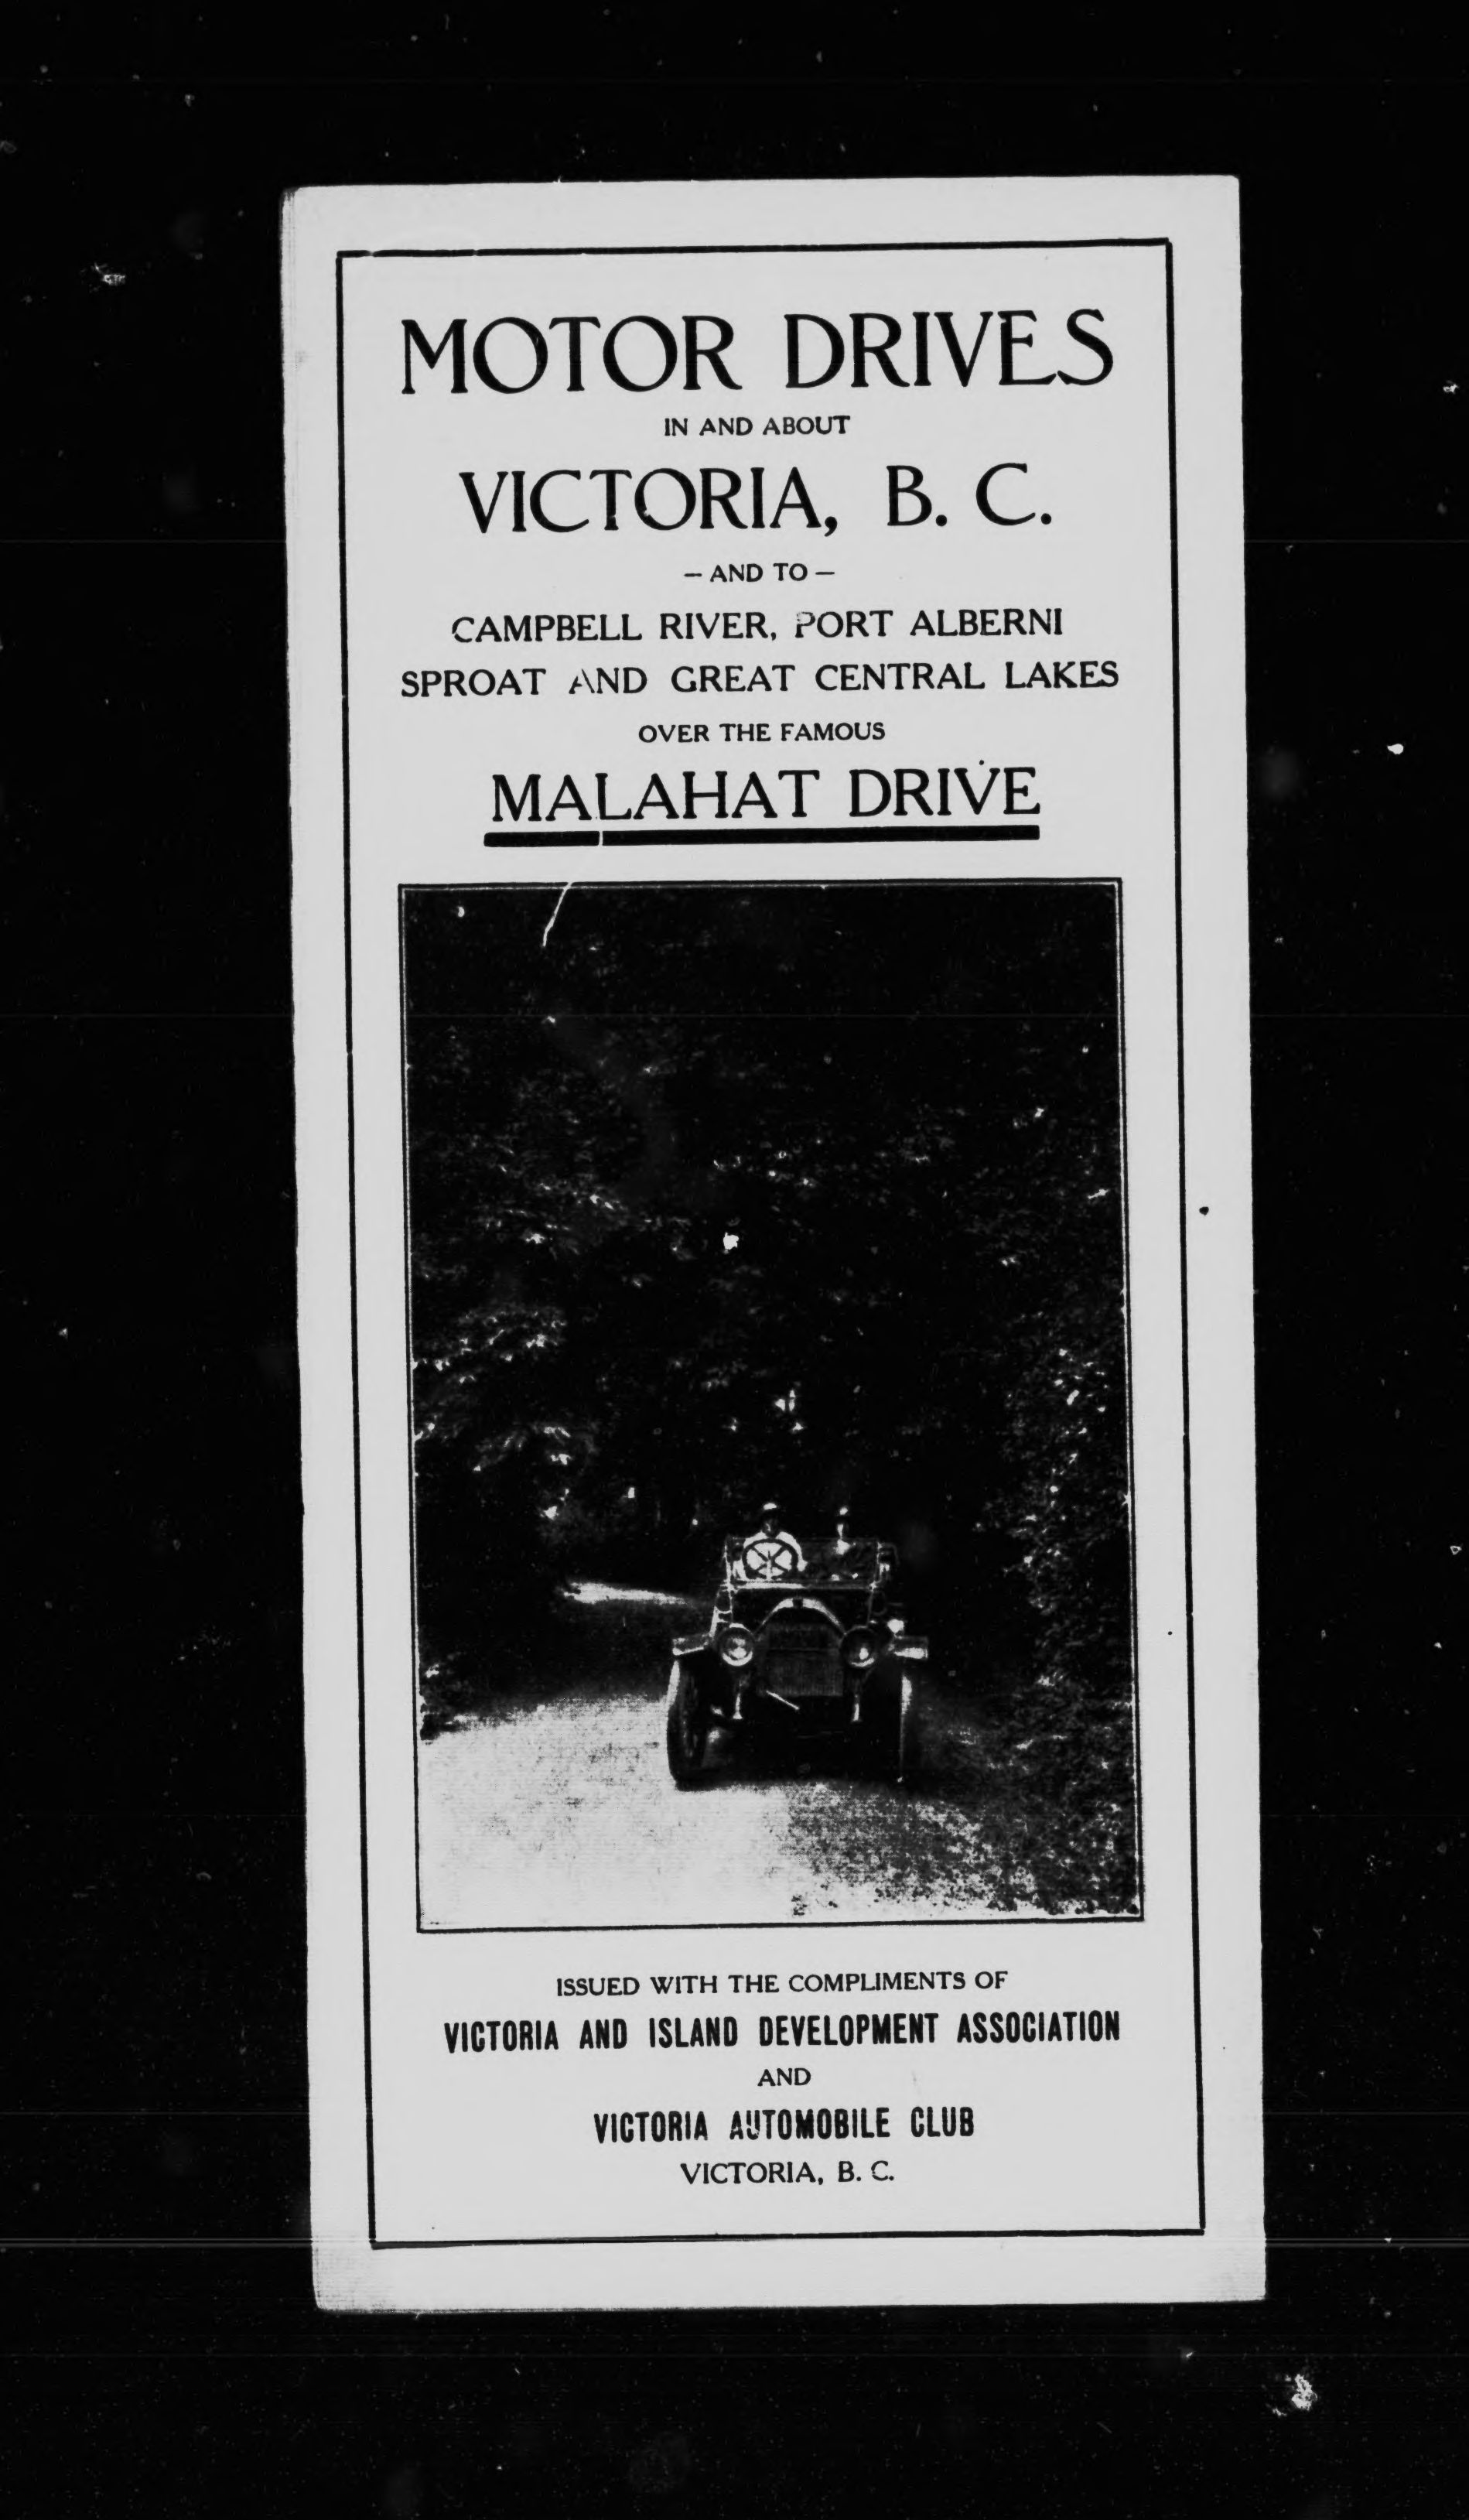 MOTOR DRIVES
IN AND ABOUT
VICTORIA, B. C.
– AND TO –
CAMPBELL RIVER, PORT ALBERNI
SPROAT AND GREAT CENTRAL LAKES
OVER THE FAMOUS
MALAHAT DRIVE
ISSUED WITH THE COMPLIMENTS OF
VICTORIA AND ISLAND DEVELOPMENT ASSOCIATION
AND
VICTORIA AUTOMOBILE CLUB
VICTORIA, B. C.